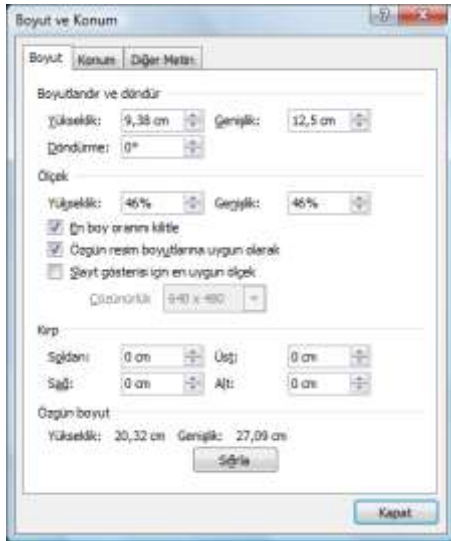 Boyut ve Konum
Boyut Konum Diğer Metin
Boyutlandır ve döndür
Yükseklik: 9,38 cm Genişlik: 12,5 cm
Döndürme: 0°
Ölçek
Yükseklik: 46% Genişlik: 46%
En boy oranını kilitle
Özgün resim boyutlarına uygun olarak
Slayt gösterisi için en uygun ölçek
Çözünürlük 640 x 480
Kırp
Soldan: 0 cm Üst: 0 cm
Sağ: 0 cm Alt: 0 cm
Özgün boyut
Yükseklik: 20,32 cm Genişlik: 27,09 cm
Sıfırla
Kapat